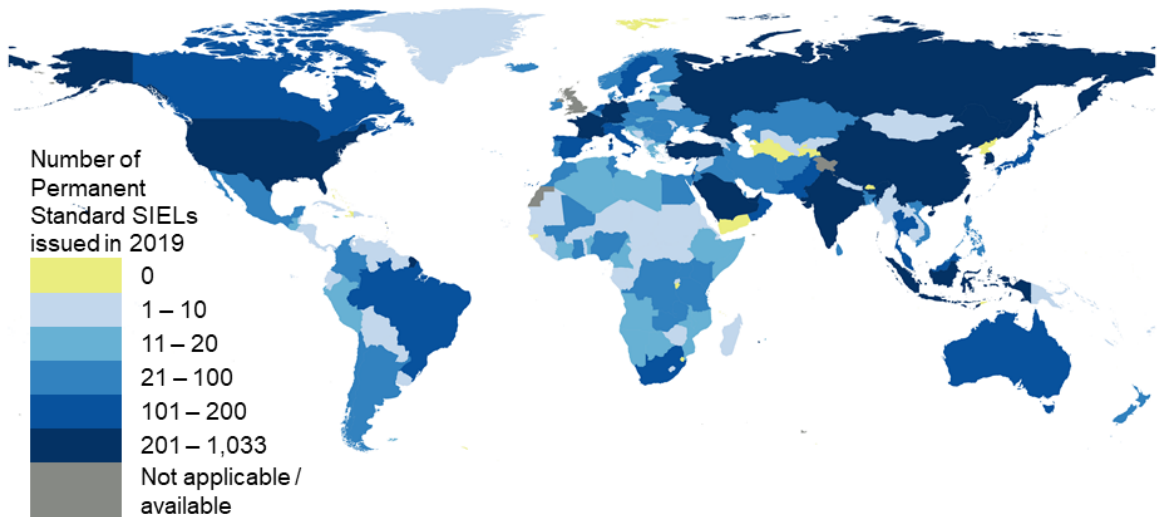 Number of
Permanent
Standard SIELs
issued in 2019
0
1 – 10
11 – 20
21 – 100
101 – 200
201 – 1,033
Not applicable /
available